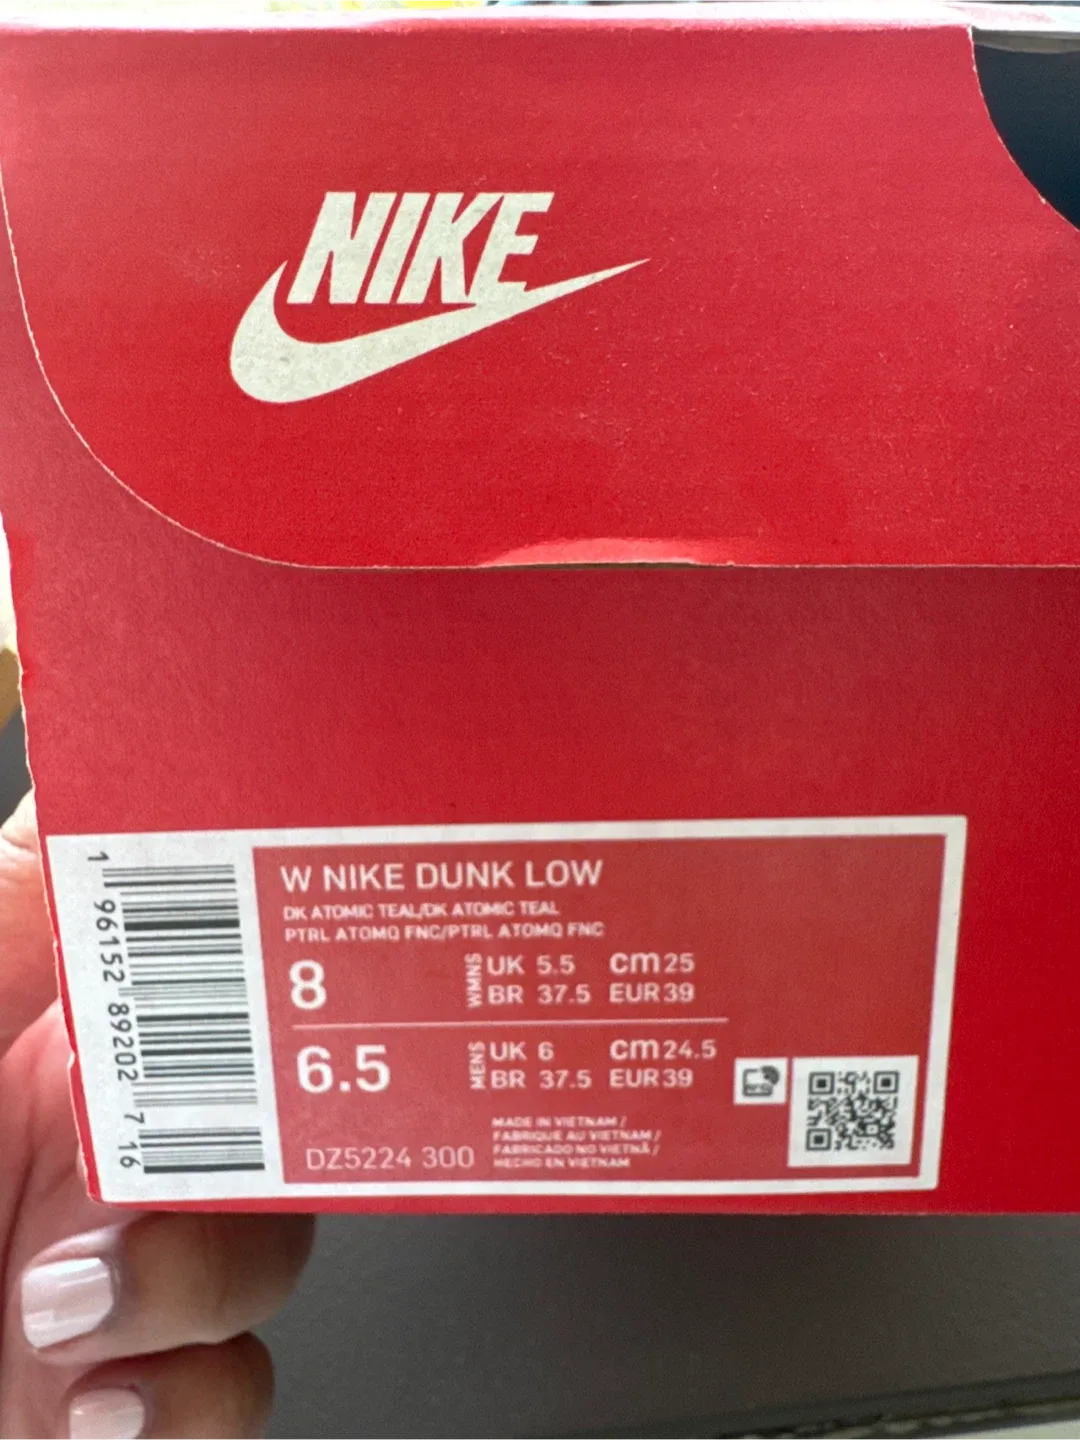 NIKE
1 96152 89202 7 16
W NIKE DUNK LOW
DK ATOMIC TEAL/DK ATOMIC TEAL
PTRL ATOMO FNC/PTRL ATOMO FNC
8 WMNS UK 5.5 cm 25
BR 37.5 EUR 39
6.5 MENS UK 6 cm 24.5
BR 37.5 EUR 39
DZ5224 300
MADE IN VIETNAM /
FABRIQUE AU VIETNAM /
FABRICADO NO VIETNÃ /
HECHO EN VIETNAM